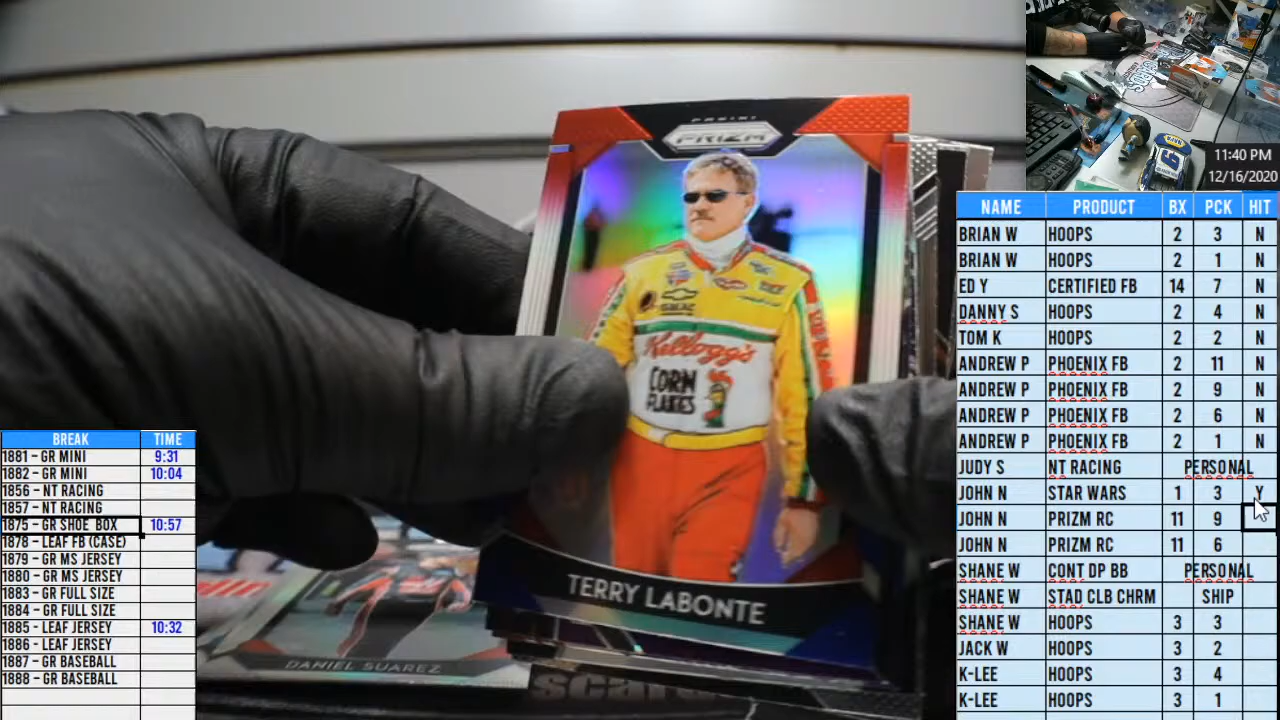 PANINI
PRIZM
Kellogg's
CORN
FLAKES
TERRY LABONTE
DANIEL SUAREZ
11:40 PM
12/16/2020
NAME PRODUCT BX PCK HIT
BRIAN W HOOPS 2 3 N
BRIAN W HOOPS 2 1 N
ED Y CERTIFIED FB 14 7 N
DANNY S HOOPS 2 4 N
TOM K HOOPS 2 2 N
ANDREW P PHOENIX FB 2 11 N
ANDREW P PHOENIX FB 2 9 N
ANDREW P PHOENIX FB 2 6 N
ANDREW P PHOENIX FB 2 1 N
JUDY S NT RACING PERSONAL
JOHN N STAR WARS 1 3 Y
JOHN N PRIZM RC 11 9
JOHN N PRIZM RC 11 6
SHANE W CONT DP BB PERSONAL
SHANE W STAD CLB CHRM SHIP
SHANE W HOOPS 3 3
JACK W HOOPS 3 2
K-LEE HOOPS 3 4
K-LEE HOOPS 3 1
BREAK TIME
1881 - GR MINI 9:31
1882 - GR MINI 10:04
1856 - NT RACING
1857 - NT RACING
1875 - GR SHOE BOX 10:57
1878 - LEAF FB (CASE)
1879 - GR MS JERSEY
1880 - GR MS JERSEY
1883 - GR FULL SIZE
1884 - GR FULL SIZE
1885 - LEAF JERSEY 10:32
1886 - LEAF JERSEY
1887 - GR BASEBALL
1888 - GR BASEBALL